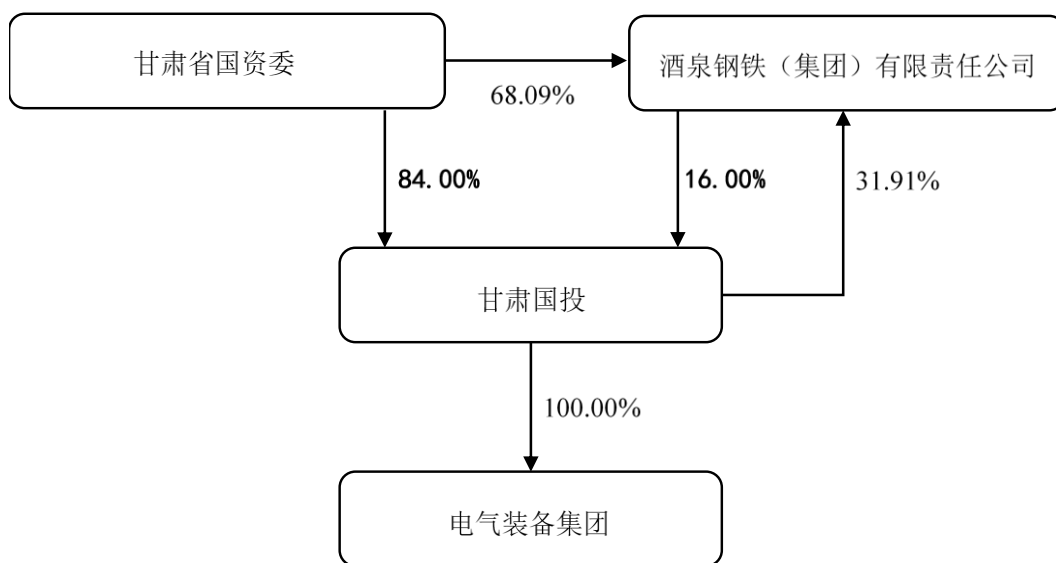 甘肃省国资委
酒泉钢铁（集团）有限责任公司
68.09%
84.00%
16.00%
31.91%
甘肃国投
100.00%
电气装备集团